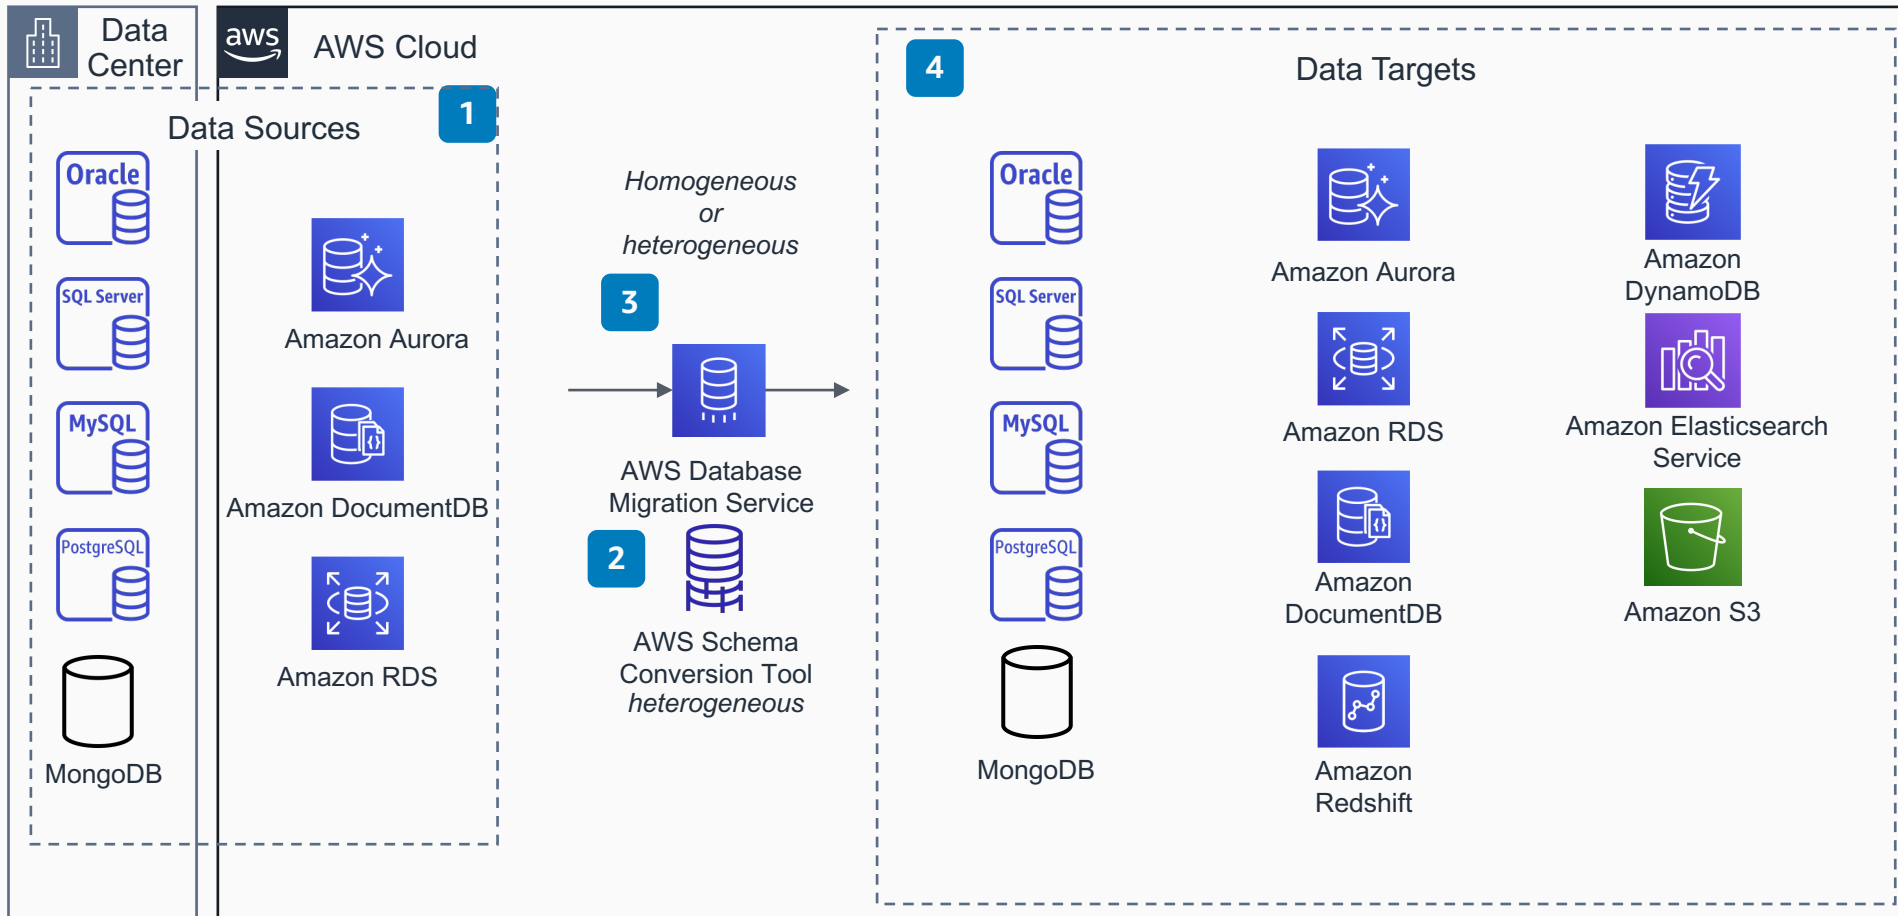 Data
Center
aws
AWS Cloud
1
Data Sources
Oracle
SQL Server
MySQL
PostgreSQL
MongoDB
Amazon Aurora
Amazon DocumentDB
Amazon RDS
Homogeneous
or
heterogeneous
3
AWS Database
Migration Service
2
AWS Schema
Conversion Tool
heterogeneous
4
Data Targets
Oracle
SQL Server
MySQL
PostgreSQL
MongoDB
Amazon Aurora
Amazon RDS
Amazon
DocumentDB
Amazon
Redshift
Amazon
DynamoDB
Amazon Elasticsearch
Service
Amazon S3